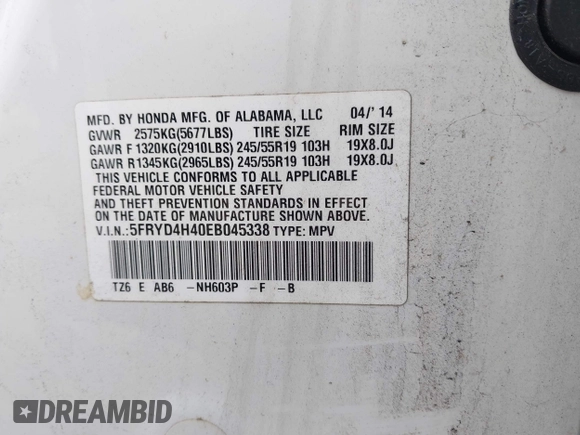 MFD. BY HONDA MFG. OF ALABAMA, LLC 04/' 14
GVWR 2575KG(5677LBS) TIRE SIZE RIM SIZE
GAWR F 1320KG(2910LBS) 245/55R19 103H 19X8.0J
GAWR R 1345KG(2965LBS) 245/55R19 103H 19X8.0J
THIS VEHICLE CONFORMS TO ALL APPLICABLE
FEDERAL MOTOR VEHICLE SAFETY
AND THEFT PREVENTION STANDARDS IN EFFECT
ON THE DATE OF MANUFACTURE SHOWN ABOVE.
V.I.N.:5FRYD4H40EB045338 TYPE: MPV
TZ6 E AB6 -NH603P -F -B
DREAMBID